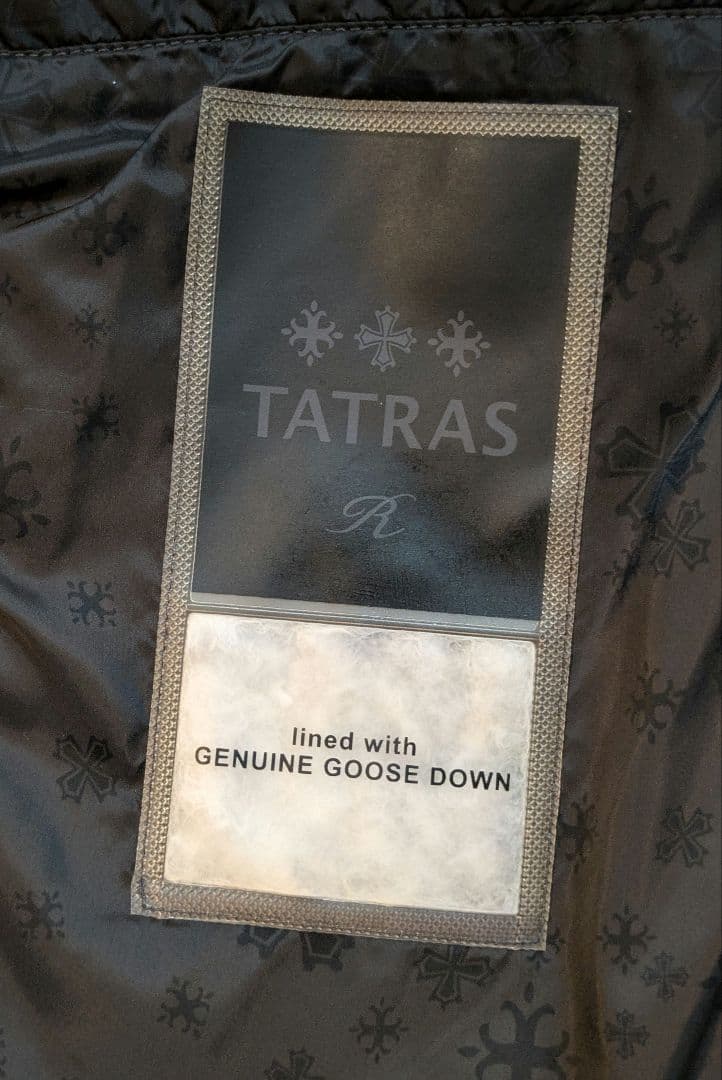 TATRAS
R
lined with
GENUINE GOOSE DOWN